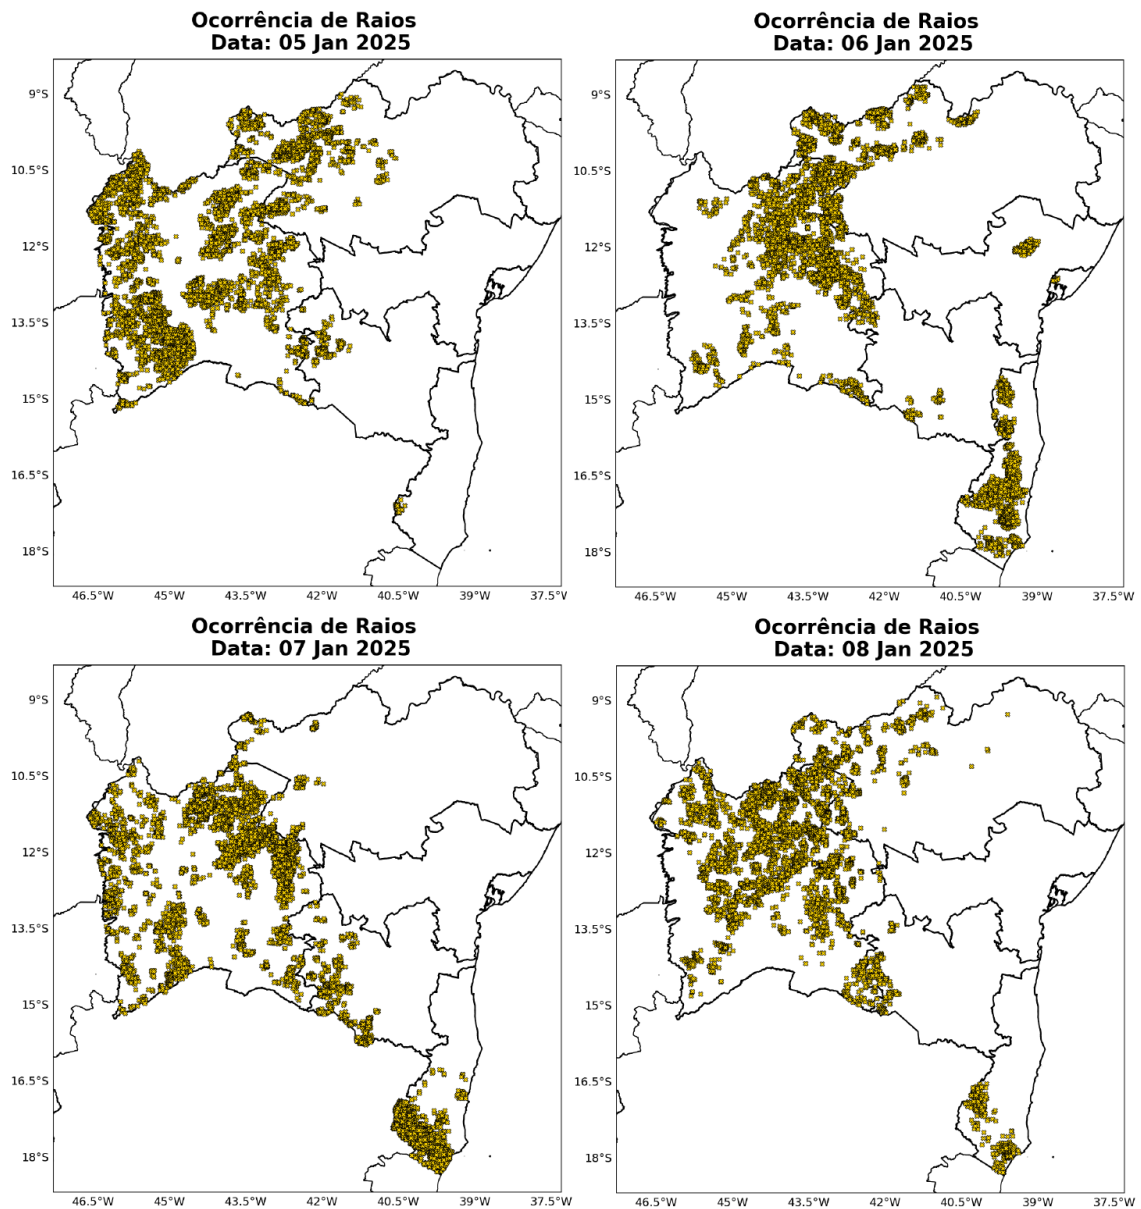 Ocorrência de Raios
Data: 05 Jan 2025
9°S
10.5°S
12°S
13.5°S
15°S
16.5°S
18°S
46.5°W 45°W 43.5°W 42°W 40.5°W 39°W 37.5°W
Ocorrência de Raios
Data: 06 Jan 2025
9°S
10.5°S
12°S
13.5°S
15°S
16.5°S
18°S
46.5°W 45°W 43.5°W 42°W 40.5°W 39°W 37.5°W
Ocorrência de Raios
Data: 07 Jan 2025
9°S
10.5°S
12°S
13.5°S
15°S
16.5°S
18°S
46.5°W 45°W 43.5°W 42°W 40.5°W 39°W 37.5°W
Ocorrência de Raios
Data: 08 Jan 2025
9°S
10.5°S
12°S
13.5°S
15°S
16.5°S
18°S
46.5°W 45°W 43.5°W 42°W 40.5°W 39°W 37.5°W